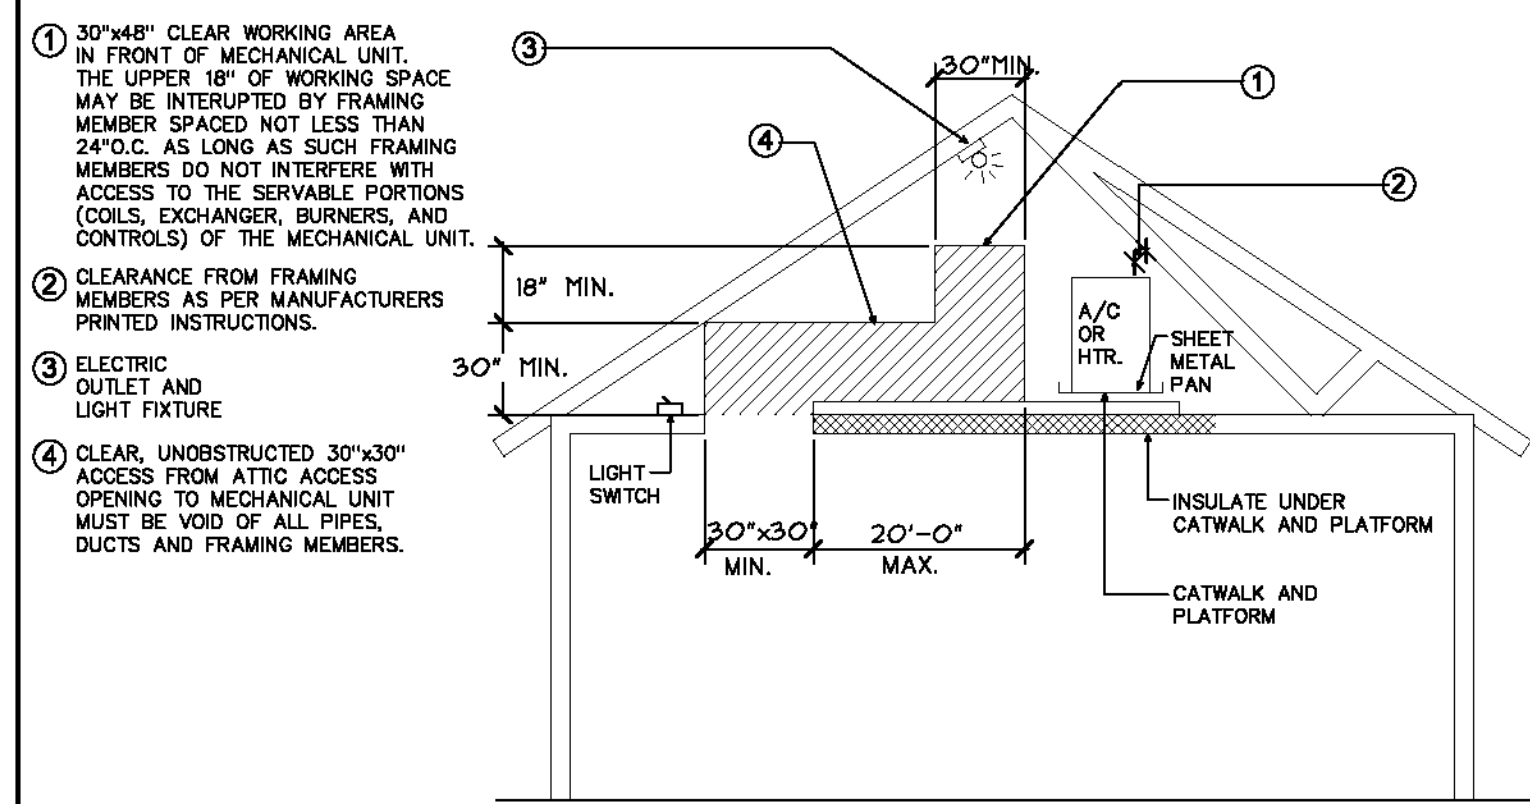 ① 30"x48" CLEAR WORKING AREA
IN FRONT OF MECHANICAL UNIT.
THE UPPER 18" OF WORKING SPACE
MAY BE INTERUPTED BY FRAMING
MEMBER SPACED NOT LESS THAN
24"O.C. AS LONG AS SUCH FRAMING
MEMBERS DO NOT INTERFERE WITH
ACCESS TO THE SERVABLE PORTIONS
(COILS, EXCHANGER, BURNERS, AND
CONTROLS) OF THE MECHANICAL UNIT.
② CLEARANCE FROM FRAMING
MEMBERS AS PER MANUFACTURERS
PRINTED INSTRUCTIONS.
③ ELECTRIC
OUTLET AND
LIGHT FIXTURE
④ CLEAR, UNOBSTRUCTED 30"x30"
ACCESS FROM ATTIC ACCESS
OPENING TO MECHANICAL UNIT
MUST BE VOID OF ALL PIPES,
DUCTS AND FRAMING MEMBERS.
③
30"MIN.
①
④
②
18" MIN.
30" MIN.
A/C
OR
HTR.
SHEET
METAL
PAN
LIGHT
SWITCH
30"x30"
MIN.
20'-0"
MAX.
INSULATE UNDER
CATWALK AND PLATFORM
CATWALK AND
PLATFORM